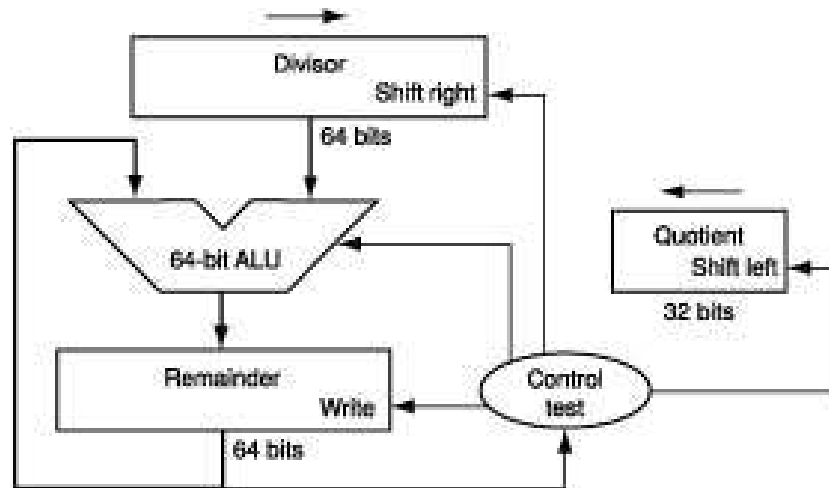 Divisor
Shift right
64 bits
64-bit ALU
Quotient
Shift left
32 bits
Remainder
Write
Control
test
64 bits